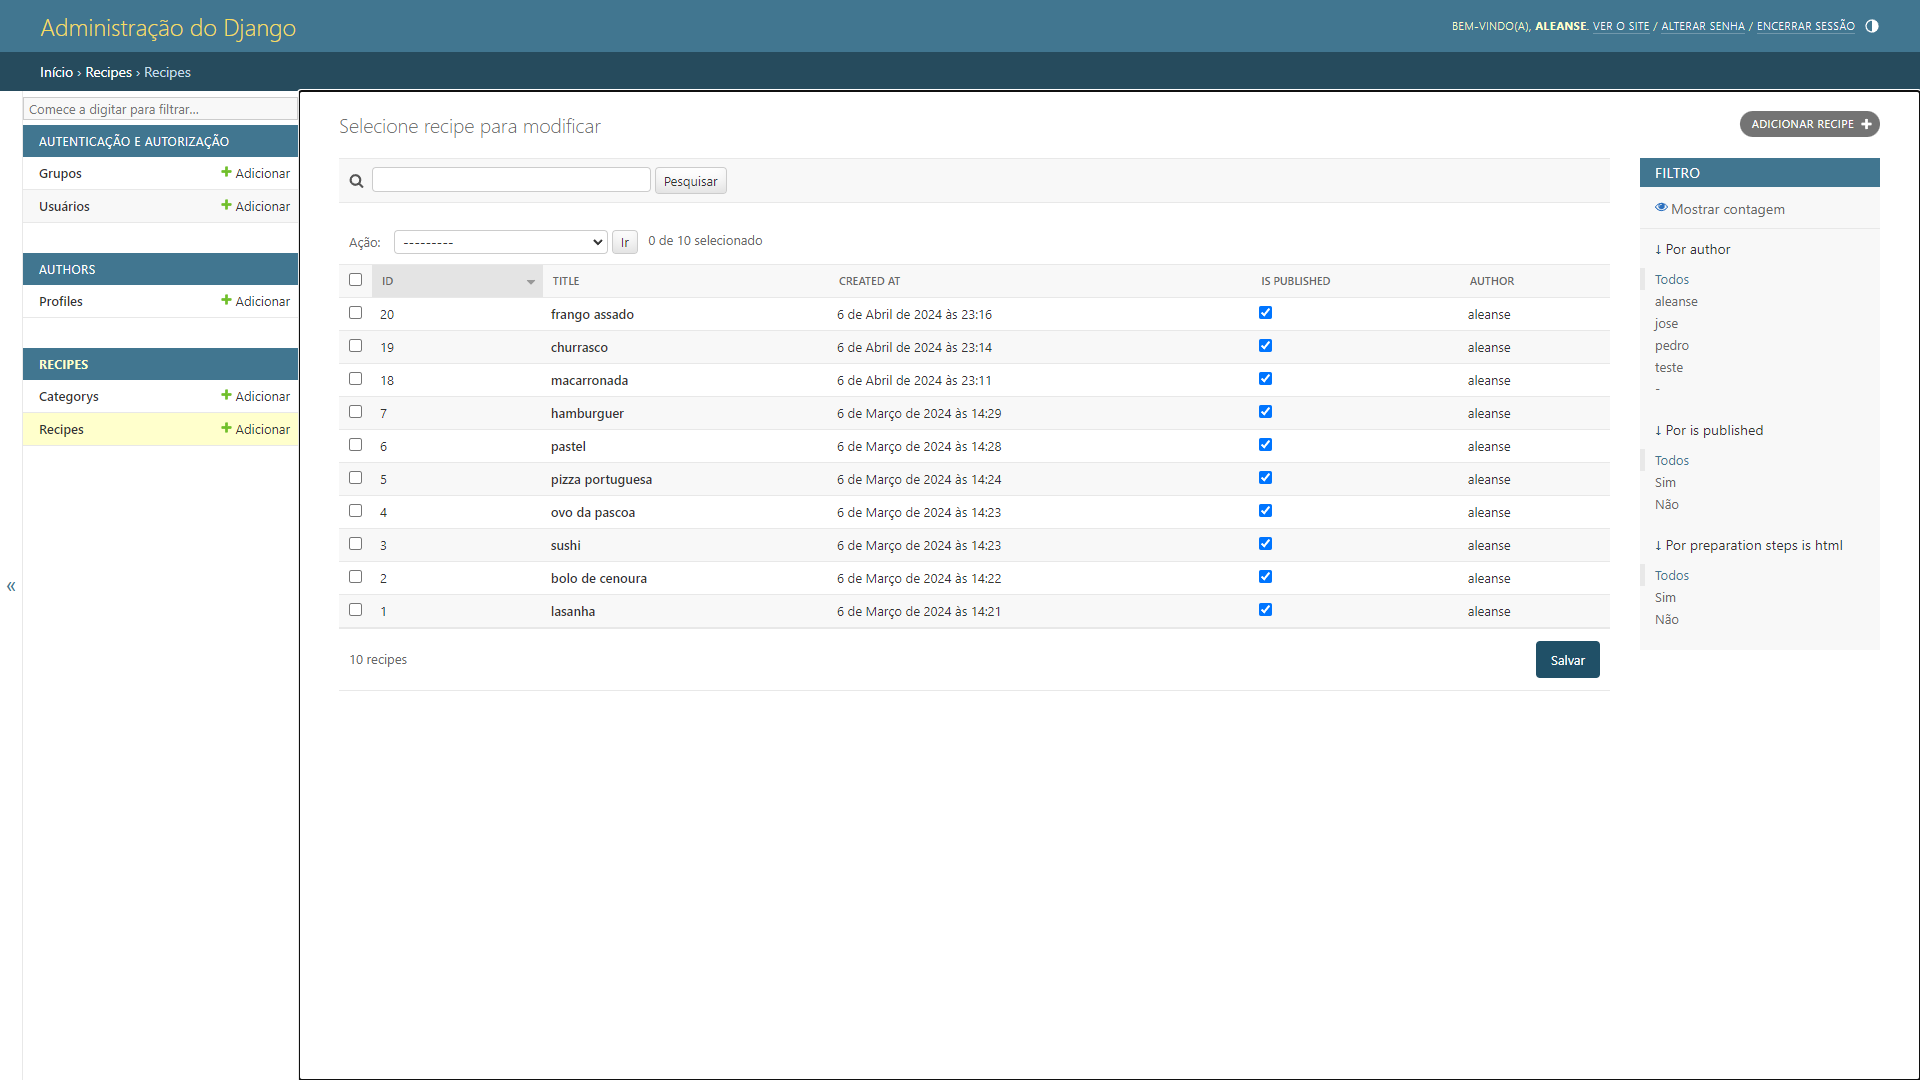 Administração do Django
BEM-VINDO(A), ALEANSE. VER O SITE / ALTERAR SENHA / ENCERRAR SESSÃO
Início › Recipes › Recipes
Comece a digitar para filtrar...
AUTENTICAÇÃO E AUTORIZAÇÃO
Grupos Adicionar
Usuários Adicionar
AUTHORS
Profiles Adicionar
RECIPES
Categorys Adicionar
Recipes Adicionar
«
Selecione recipe para modificar
ADICIONAR RECIPE
Pesquisar
Ação: --------- Ir 0 de 10 selecionado
ID TITLE CREATED AT IS PUBLISHED AUTHOR
20 frango assado 6 de Abril de 2024 às 23:16 aleanse
19 churrasco 6 de Abril de 2024 às 23:14 aleanse
18 macarronada 6 de Abril de 2024 às 23:11 aleanse
7 hamburguer 6 de Março de 2024 às 14:29 aleanse
6 pastel 6 de Março de 2024 às 14:28 aleanse
5 pizza portuguesa 6 de Março de 2024 às 14:24 aleanse
4 ovo da pascoa 6 de Março de 2024 às 14:23 aleanse
3 sushi 6 de Março de 2024 às 14:23 aleanse
2 bolo de cenoura 6 de Março de 2024 às 14:22 aleanse
1 lasanha 6 de Março de 2024 às 14:21 aleanse
10 recipes
Salvar
FILTRO
Mostrar contagem
↓ Por author
Todos
aleanse
jose
pedro
teste
-
↓ Por is published
Todos
Sim
Não
↓ Por preparation steps is html
Todos
Sim
Não